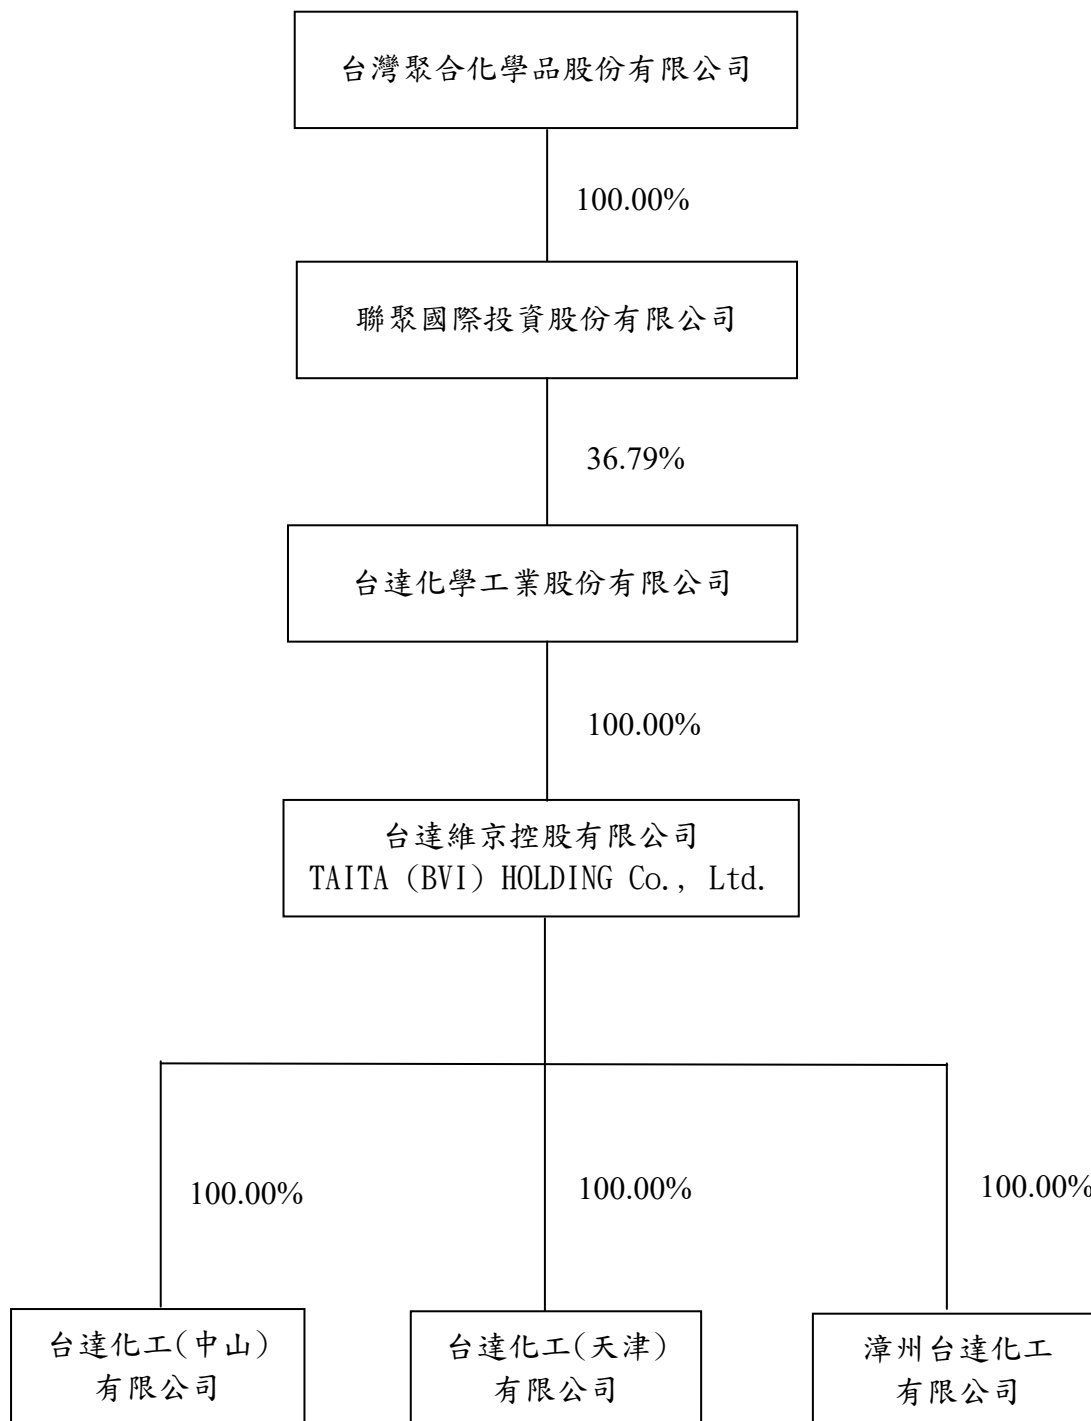 台灣聚合化學品股份有限公司
100.00%
聯聚國際投資股份有限公司
36.79%
台達化學工業股份有限公司
100.00%
台達維京控股有限公司
TAITA (BVI) HOLDING Co., Ltd.
100.00%
100.00%
100.00%
台達化工(中山)
有限公司
台達化工(天津)
有限公司
漳州台達化工
有限公司